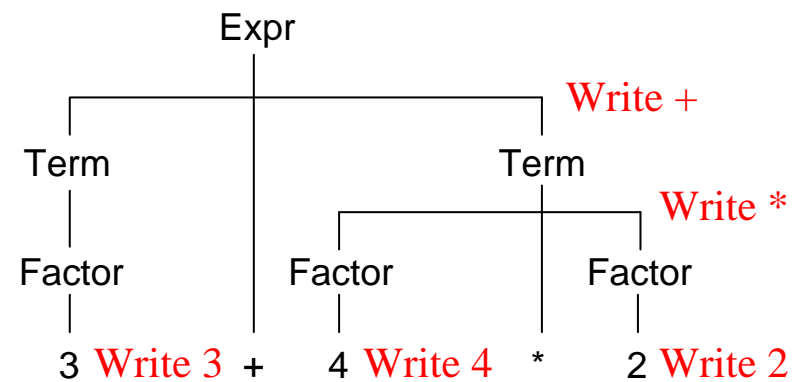 Expr
Write +
Term Term
Write *
Factor Factor Factor
3 Write 3 + 4 Write 4 * 2 Write 2